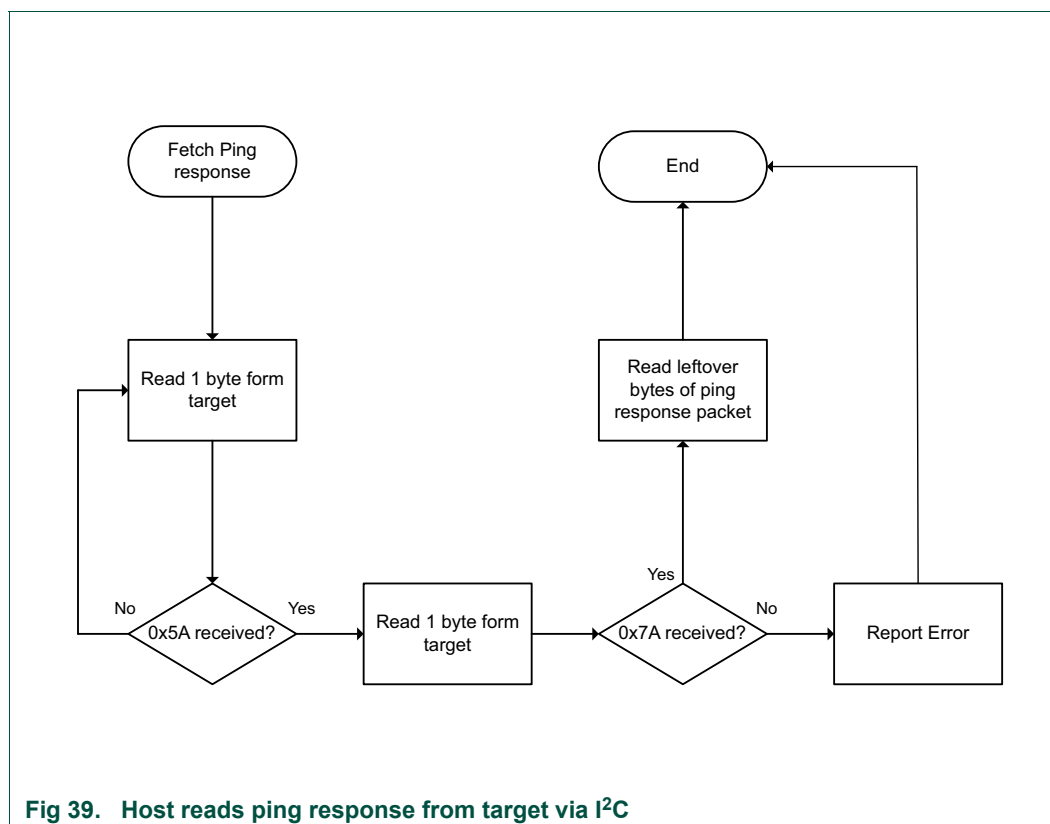 Fetch Ping
response
End
Read 1 byte form
target
Read leftover
bytes of ping
response packet
No
0x5A received?
Yes
Read 1 byte form
target
Yes
0x7A received?
No
Report Error
Fig 39. Host reads ping response from target via I²C